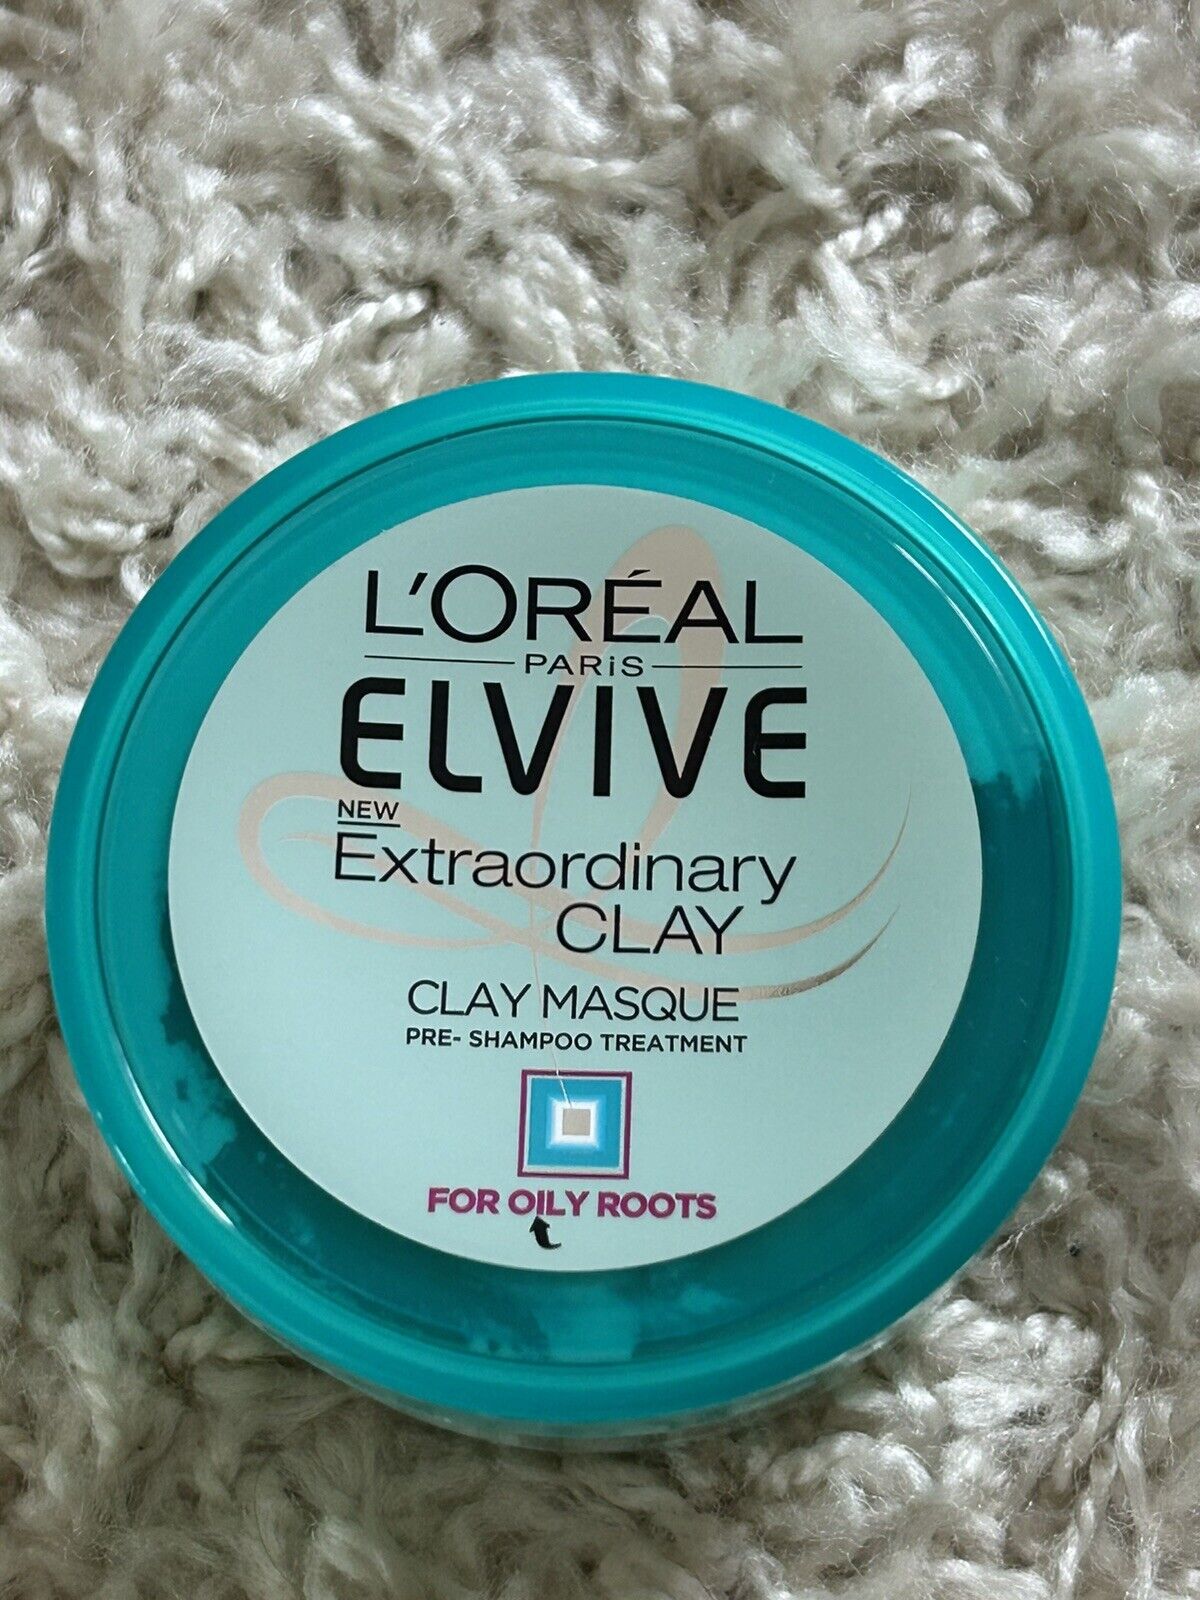 L'ORÉAL
PARiS
ELVIVE
NEW
Extraordinary
CLAY
CLAY MASQUE
PRE- SHAMPOO TREATMENT
FOR OILY ROOTS